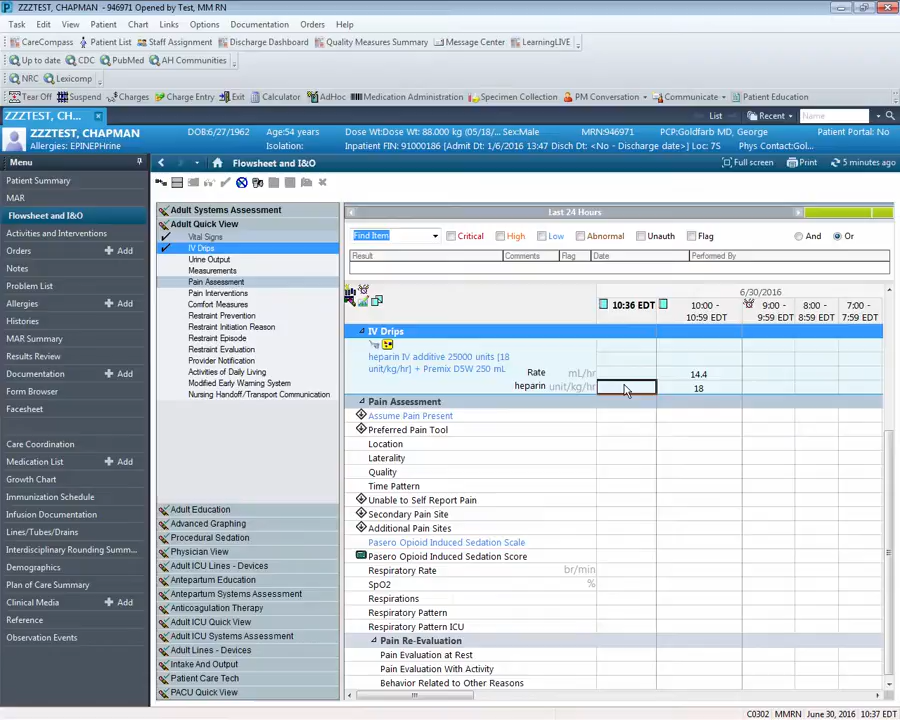 ZZZTEST, CHAPMAN - 946971 Opened by Test, MM RN
Task Edit View Patient Chart Links Options Documentation Orders Help
CareCompass Patient List Staff Assignment Discharge Dashboard Quality Measures Summary Message Center LearningLIVE
Up to date CDC PubMed AH Communities
NRC Lexicomp
Tear Off Suspend Charges Charge Entry Exit Calculator AdHoc Medication Administration Specimen Collection PM Conversation Communicate Patient Education
ZZZTEST, CH... List Recent Name
ZZZTEST, CHAPMAN DOB:6/27/1962 Age:54 years Dose Wt:Dose Wt: 88.000 kg (05/18/... Sex:Male MRN:946971 PCP:Goldfarb MD, George Patient Portal: No
Allergies: EPINEPHrine Isolation: Inpatient FIN: 91000186 [Admit Dt: 1/6/2016 13:47 Disch Dt: <No - Discharge date>] Loc: 7S Phys Contact:Gol...
Menu Flowsheet and I&O Full screen Print 5 minutes ago
Patient Summary
MAR
Flowsheet and I&O
Activities and Interventions
Orders Add
Notes
Problem List
Allergies Add
Histories
MAR Summary
Results Review
Documentation Add
Form Browser
Facesheet
Care Coordination
Medication List Add
Growth Chart
Immunization Schedule
Infusion Documentation
Lines/Tubes/Drains
Interdisciplinary Rounding Summ...
Demographics
Plan of Care Summary
Clinical Media Add
Reference
Observation Events
Adult Systems Assessment
Adult Quick View
Vital Signs
IV Drips
Urine Output
Measurements
Pain Assessment
Pain Interventions
Comfort Measures
Restraint Prevention
Restraint Initiation Reason
Restraint Episode
Restraint Evaluation
Provider Notification
Activities of Daily Living
Modified Early Warning System
Nursing Handoff/Transport Communication
Adult Education
Advanced Graphing
Procedural Sedation
Physician View
Adult ICU Lines - Devices
Antepartum Education
Antepartum Systems Assessment
Anticoagulation Therapy
Adult ICU Quick View
Adult ICU Systems Assessment
Adult Lines - Devices
Intake And Output
Patient Care Tech
PACU Quick View
Last 24 Hours
Find Item Critical High Low Abnormal Unauth Flag And Or
Result Comments Flag Date Performed By
6/30/2016
10:36 EDT 10:00 - 10:59 EDT 9:00 - 9:59 EDT 8:00 - 8:59 EDT 7:00 - 7:59 EDT
IV Drips
heparin IV additive 25000 units [18
unit/kg/hr] + Premix D5W 250 mL
Rate mL/hr 14.4
heparin unit/kg/hr 18
Pain Assessment
Assume Pain Present
Preferred Pain Tool
Location
Laterality
Quality
Time Pattern
Unable to Self Report Pain
Secondary Pain Site
Additional Pain Sites
Pasero Opioid Induced Sedation Scale
Pasero Opioid Induced Sedation Score
Respiratory Rate br/min
SpO2 %
Respirations
Respiratory Pattern
Respiratory Pattern ICU
Pain Re-Evaluation
Pain Evaluation at Rest
Pain Evaluation With Activity
Behavior Related to Other Reasons
C0302 MMRN June 30, 2016 10:37 EDT